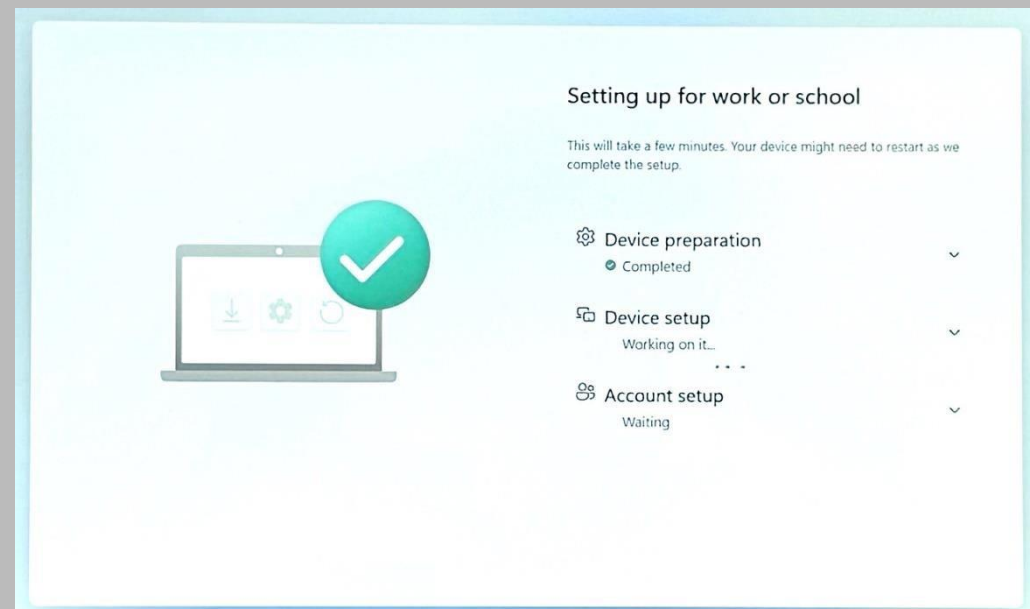 Setting up for work or school
This will take a few minutes. Your device might need to restart as we
complete the setup.
Device preparation
Completed
Device setup
Working on it...
Account setup
Waiting